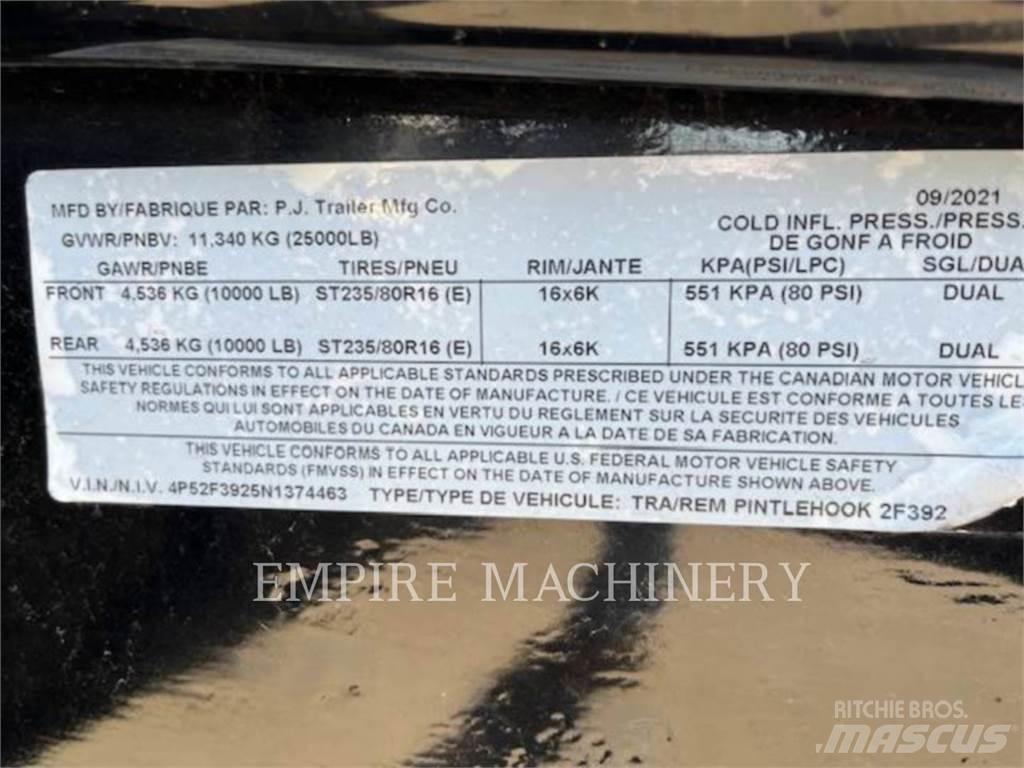 MFD BY/FABRIQUE PAR: P.J. Trailer Mfg Co.
09/2021
GVWR/PNBV: 11,340 KG (25000LB)
COLD INFL. PRESS./PRESS.
DE GONF A FROID
GAWR/PNBE TIRES/PNEU RIM/JANTE KPA(PSI/LPC) SGL/DUA
FRONT 4,536 KG (10000 LB) ST235/80R16 (E) 16x6K 551 KPA (80 PSI) DUAL
REAR 4,536 KG (10000 LB) ST235/80R16 (E) 16x6K 551 KPA (80 PSI) DUAL
THIS VEHICLE CONFORMS TO ALL APPLICABLE STANDARDS PRESCRIBED UNDER THE CANADIAN MOTOR VEHICL
SAFETY REGULATIONS IN EFFECT ON THE DATE OF MANUFACTURE. / CE VEHICULE EST CONFORME A TOUTES LE
NORMES QUI LUI SONT APPLICABLES EN VERTU DU REGLEMENT SUR LA SECURITE DES VEHICULES
AUTOMOBILES DU CANADA EN VIGUEUR A LA DATE DE SA FABRICATION.
THIS VEHICLE CONFORMS TO ALL APPLICABLE U.S. FEDERAL MOTOR VEHICLE SAFETY
STANDARDS (FMVSS) IN EFFECT ON THE DATE OF MANUFACTURE SHOWN ABOVE.
V.I.N./N.I.V. 4P52F3925N1374463 TYPE/TYPE DE VEHICULE: TRA/REM PINTLEHOOK 2F392
EMPIRE MACHINERY
RITCHIE BROS.
MASCUS